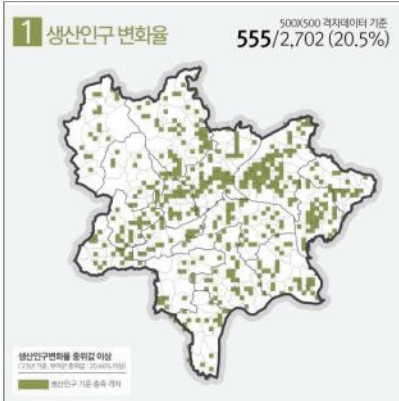 1 생산인구 변화율
500X500 격자데이터 기준
555/2,702 (20.5%)
생산인구변화율 중위값 이상
생산인구 기준 충족 격자